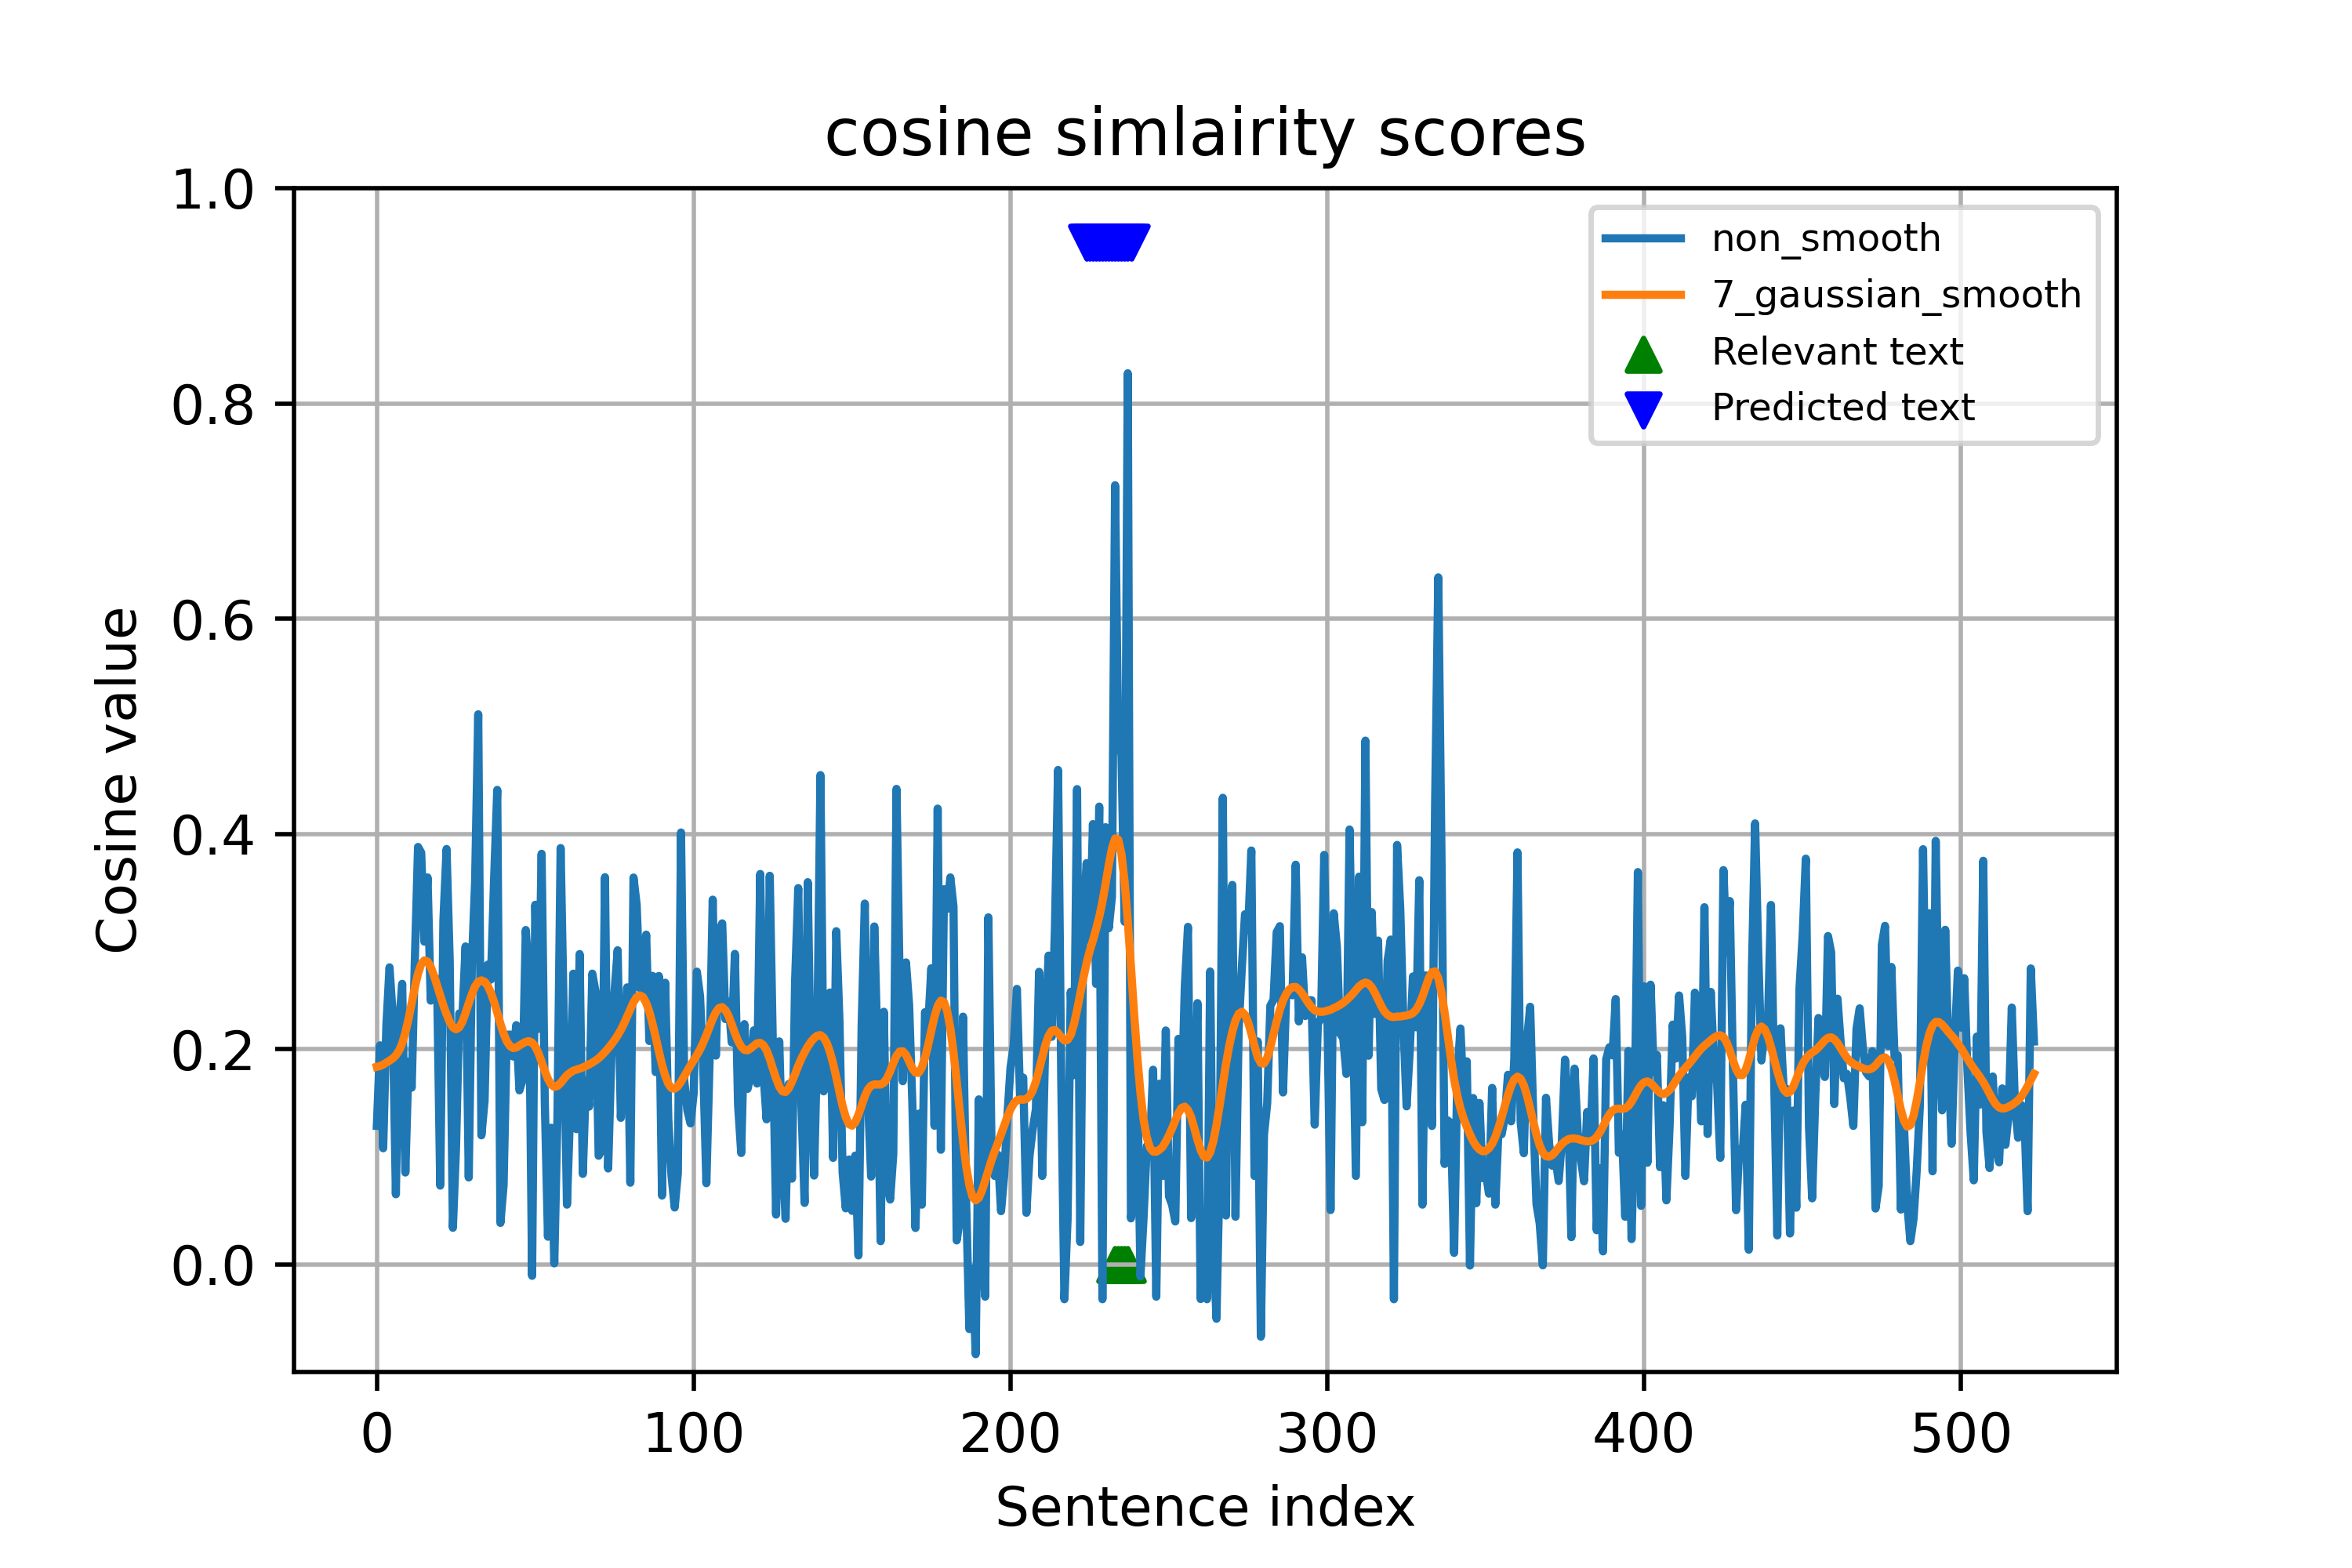 cosine simlairity scores
1.0
0.8
0.6
0.4
0.2
0.0
Cosine value
non_smooth
7_gaussian_smooth
Relevant text
Predicted text
0 100 200 300 400 500
Sentence index